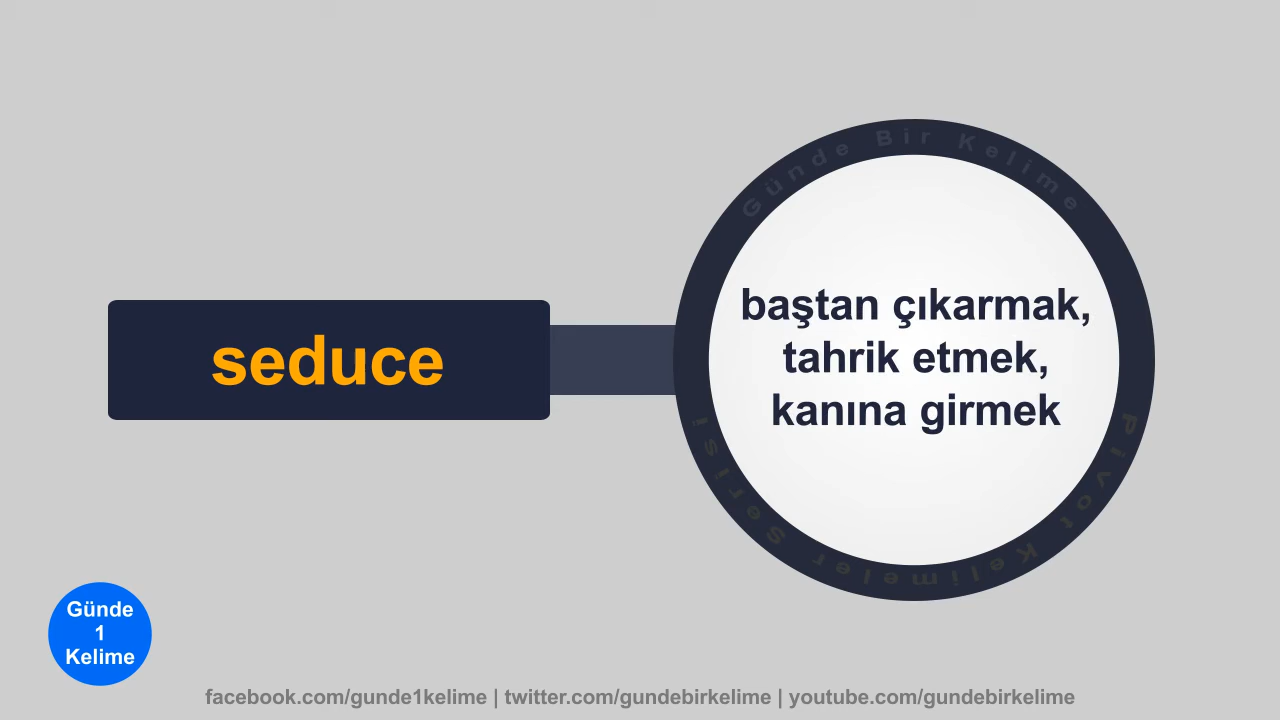 Günde Bir Kelime
seduce
baştan çıkarmak,
tahrik etmek,
kanına girmek
Pivot Kelimeler Serisi
Günde
1
Kelime
facebook.com/gunde1kelime | twitter.com/gundebirkelime | youtube.com/gundebirkelime